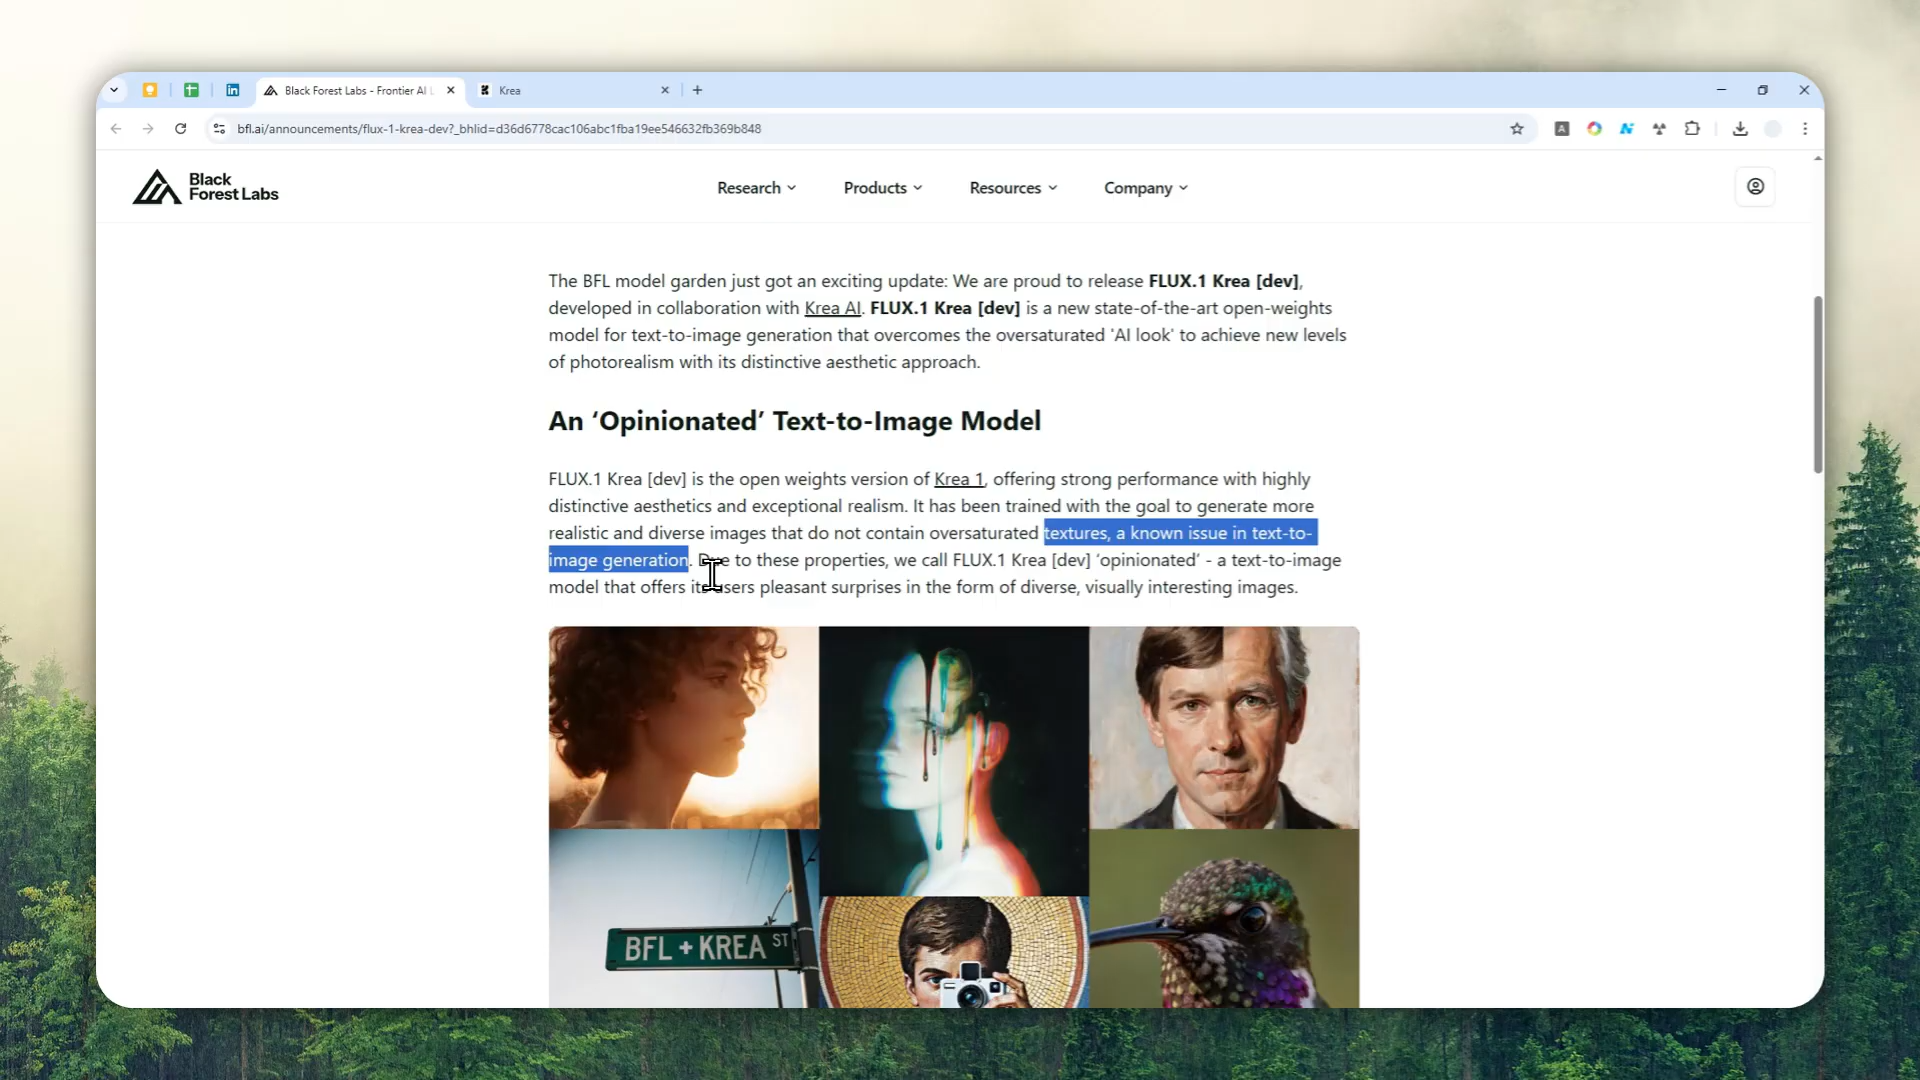 Black Forest Labs - Frontier AI L
Krea
bfl.ai/announcements/flux-1-krea-dev?_bhlid=d36d6778cac106abc1fba19ee546632fb369b848
A
Black
Forest Labs
Research
Products
Resources
Company
The BFL model garden just got an exciting update: We are proud to release FLUX.1 Krea [dev],
developed in collaboration with Krea AI. FLUX.1 Krea [dev] is a new state-of-the-art open-weights
model for text-to-image generation that overcomes the oversaturated 'AI look' to achieve new levels
of photorealism with its distinctive aesthetic approach.
An ‘Opinionated’ Text-to-Image Model
FLUX.1 Krea [dev] is the open weights version of Krea 1, offering strong performance with highly
distinctive aesthetics and exceptional realism. It has been trained with the goal to generate more
realistic and diverse images that do not contain oversaturated textures, a known issue in text-to-
image generation. Due to these properties, we call FLUX.1 Krea [dev] ‘opinionated’ - a text-to-image
model that offers its users pleasant surprises in the form of diverse, visually interesting images.
BFL + KREA ST